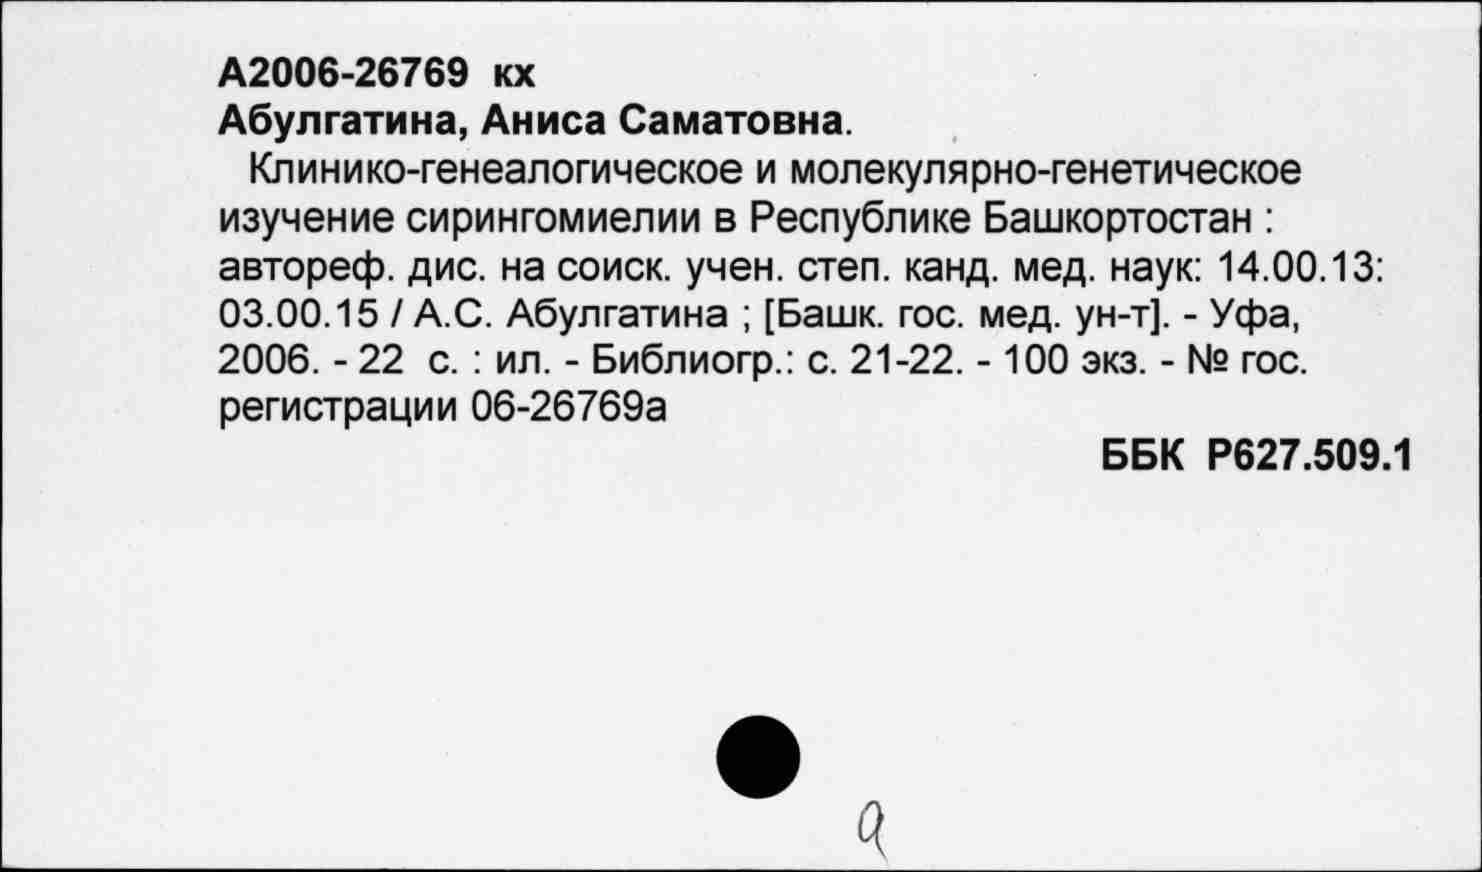 А2006-26769 кх
Абулгатина, Аниса Саматовна.
Клинико-генеалогическое и молекулярно-генетическое
изучение сирингомиелии в Республике Башкортостан :
автореф. дис. на соиск. учен. степ. канд. мед. наук: 14.00.13:
03.00.15 / А.С. Абулгатина ; [Башк. гос. мед. ун-т]. - Уфа,
2006. - 22 с. : ил. - Библиогр.: с. 21-22. - 100 экз. - № гос.
регистрации 06-26769а
ББК Р627.509.1